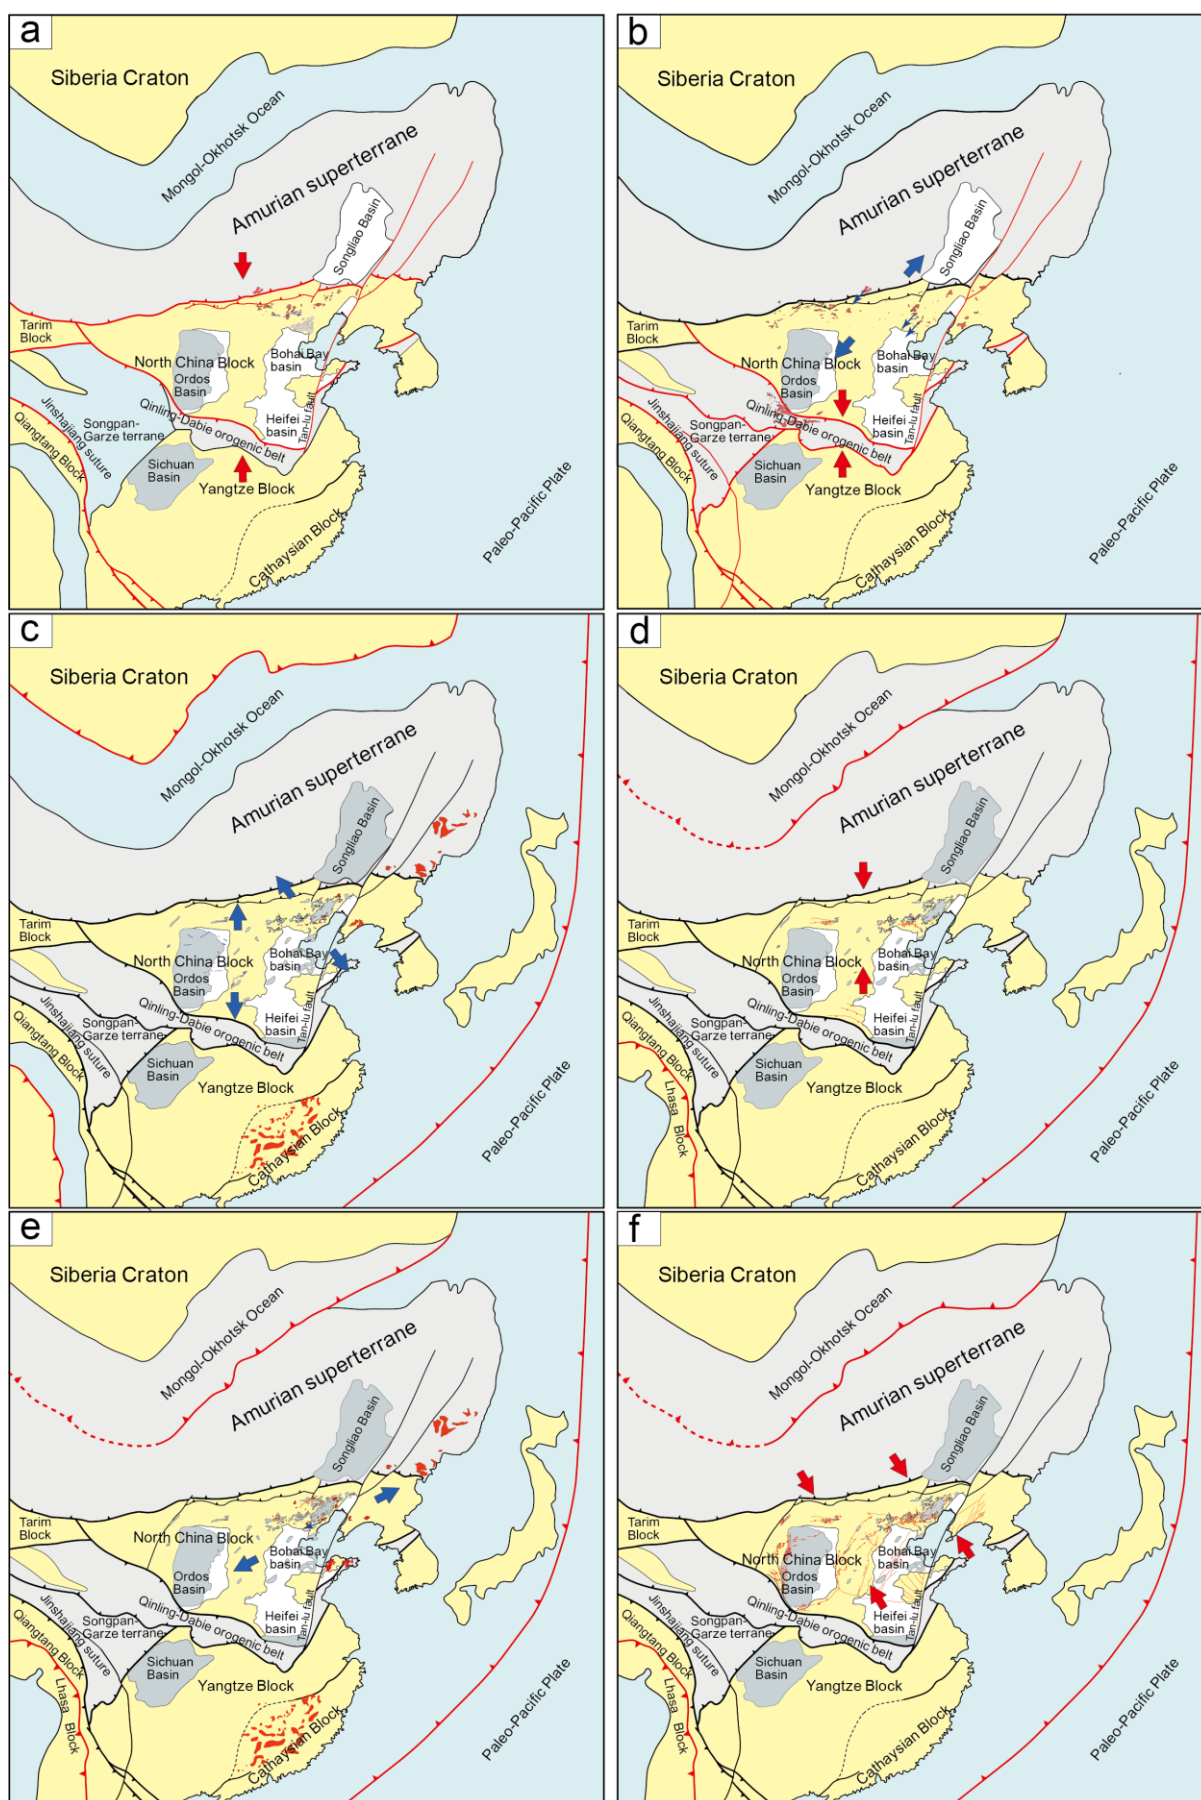 a
Siberia Craton
Mongol-Okhotsk Ocean
Amurian superterrane
Songliao Basin
Tarim
Block
North China Block
Ordos
Basin
Bohai Bay
basin
Heifei
basin
Tan-lu fault
Qinling-Dabie orogenic belt
Songpan-
Garze terrane
Jinshajiang suture
Qiangtang Block
Sichuan
Basin
Yangtze Block
Cathaysian Block
Paleo-Pacific Plate
b
Siberia Craton
Mongol-Okhotsk Ocean
Amurian superterrane
Songliao Basin
Tarim
Block
North China Block
Ordos
Basin
Bohai Bay
basin
Heifei
basin
Tan-lu fault
Qinling-Dabie orogenic belt
Songpan-
Garze terrane
Jinshajiang suture
Qiangtang Block
Sichuan
Basin
Yangtze Block
Cathaysian Block
Paleo-Pacific Plate
c
Siberia Craton
Mongol-Okhotsk Ocean
Amurian superterrane
Songliao Basin
Tarim
Block
North China Block
Ordos
Basin
Bohai Bay
basin
Heifei
basin
Tan-lu fault
Qinling-Dabie orogenic belt
Songpan-
Garze terrane
Jinshajiang suture
Qiangtang Block
Sichuan
Basin
Yangtze Block
Cathaysian Block
Paleo-Pacific Plate
d
Siberia Craton
Mongol-Okhotsk Ocean
Amurian superterrane
Songliao Basin
Tarim
Block
North China Block
Ordos
Basin
Bohai Bay
basin
Heifei
basin
Tan-lu fault
Qinling-Dabie orogenic belt
Songpan-
Garze terrane
Jinshajiang suture
Qiangtang Block
Lhasa Block
Sichuan
Basin
Yangtze Block
Cathaysian Block
Paleo-Pacific Plate
e
Siberia Craton
Mongol-Okhotsk Ocean
Amurian superterrane
Songliao Basin
Tarim
Block
North China Block
Ordos
Basin
Bohai Bay
basin
Heifei
basin
Tan-lu fault
Qinling-Dabie orogenic belt
Songpan-
Garze terrane
Jinshajiang suture
Qiangtang Block
Lhasa Block
Sichuan
Basin
Yangtze Block
Cathaysian Block
Paleo-Pacific Plate
f
Siberia Craton
Mongol-Okhotsk Ocean
Amurian superterrane
Songliao Basin
Tarim
Block
North China Block
Ordos
Basin
Bohai Bay
basin
Heifei
basin
Tan-lu fault
Qinling-Dabie orogenic belt
Songpan-
Garze terrane
Jinshajiang suture
Qiangtang Block
Lhasa Block
Sichuan
Basin
Yangtze Block
Cathaysian Block
Paleo-Pacific Plate